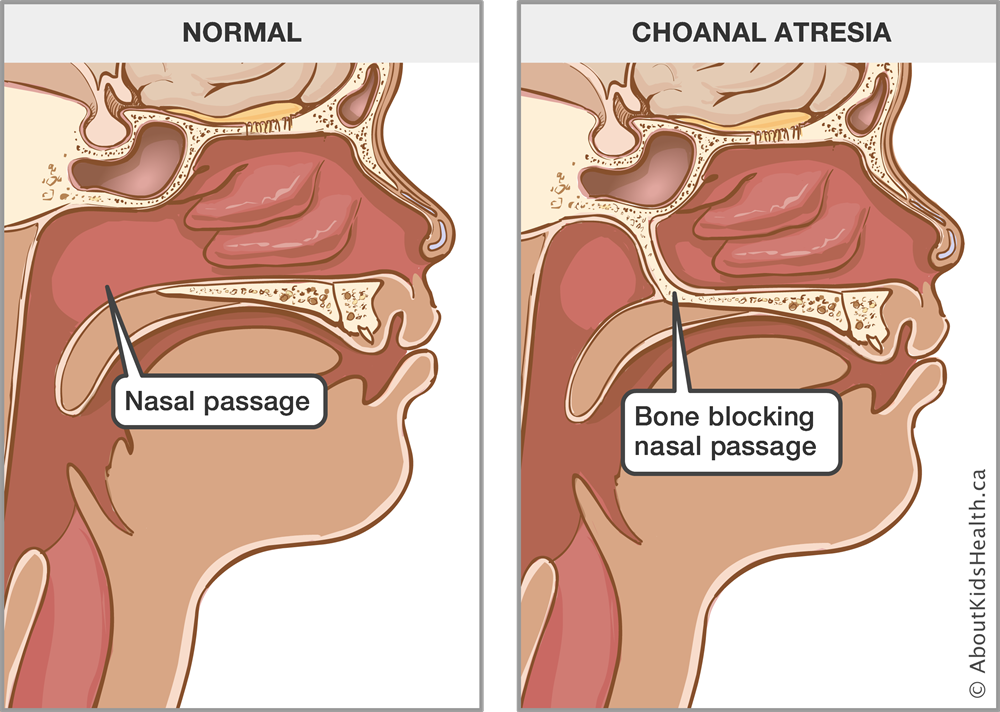 NORMAL
Nasal passage
CHOANAL ATRESIA
Bone blocking
nasal passage
© AboutKidsHealth.ca